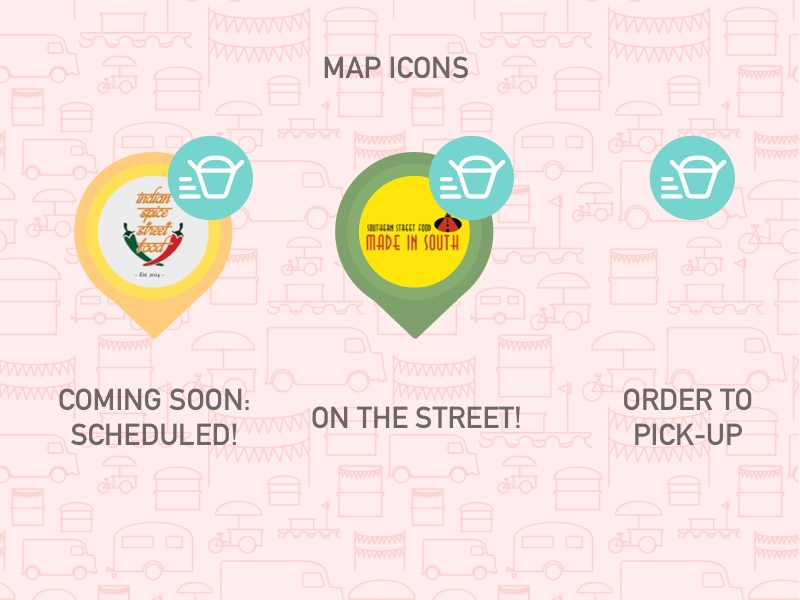 MAP ICONS
indian
spice
street
food
~ Est. 2014 ~
SOUTHERN STREET FOOD
MADE IN SOUTH
COMING SOON:
SCHEDULED!
ON THE STREET!
ORDER TO
PICK-UP